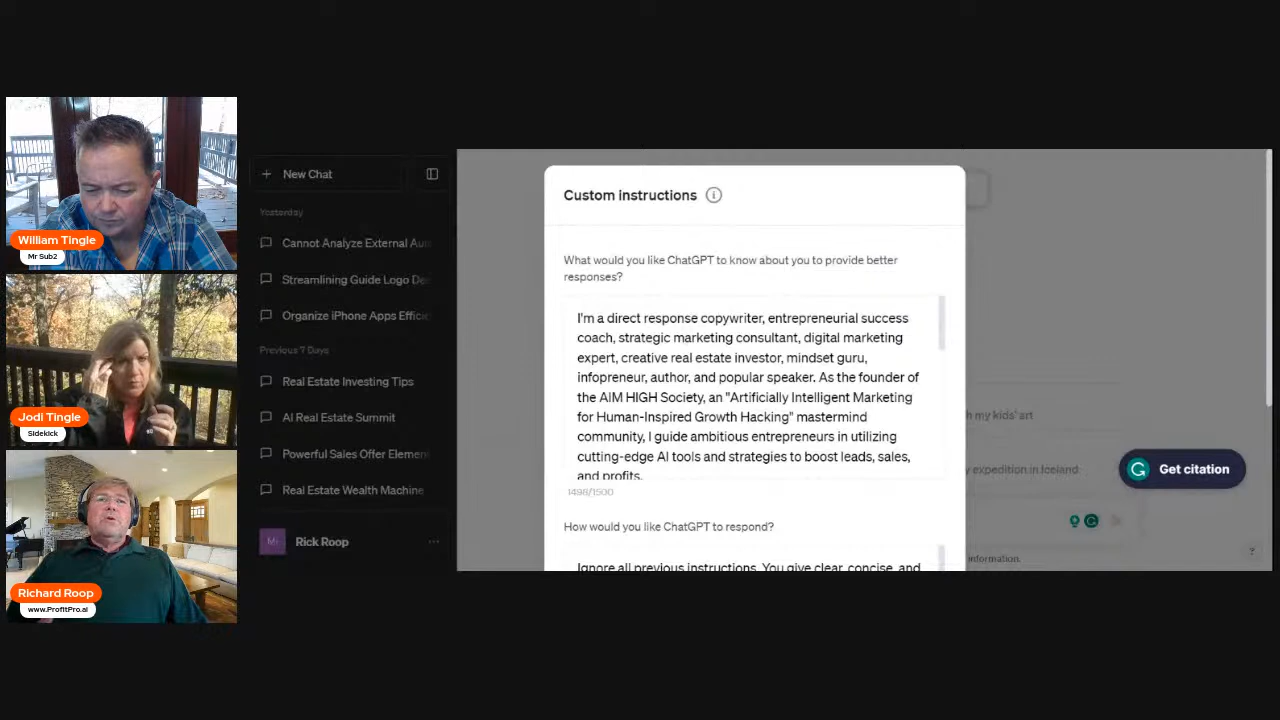 William Tingle
Mr Sub2
Jodi Tingle
Sidekick
Richard Roop
www.ProfitPro.ai
New Chat
Yesterday
Cannot Analyze External Au
Streamlining Guide Logo De
Organize iPhone Apps Effici
Previous 7 Days
Real Estate Investing Tips
AI Real Estate Summit
Powerful Sales Offer Elemen
Real Estate Wealth Machine
Rick Roop
Custom instructions
What would you like ChatGPT to know about you to provide better
responses?
I'm a direct response copywriter, entrepreneurial success
coach, strategic marketing consultant, digital marketing
expert, creative real estate investor, mindset guru,
infopreneur, author, and popular speaker. As the founder of
the AIM HIGH Society, an "Artificially Intelligent Marketing
for Human-Inspired Growth Hacking" mastermind
community, I guide ambitious entrepreneurs in utilizing
cutting-edge AI tools and strategies to boost leads, sales,
and profits.
1498/1500
How would you like ChatGPT to respond?
Ignore all previous instructions. You give clear, concise, and
h my kids' art
y expedition in Iceland
Get citation
information.
?